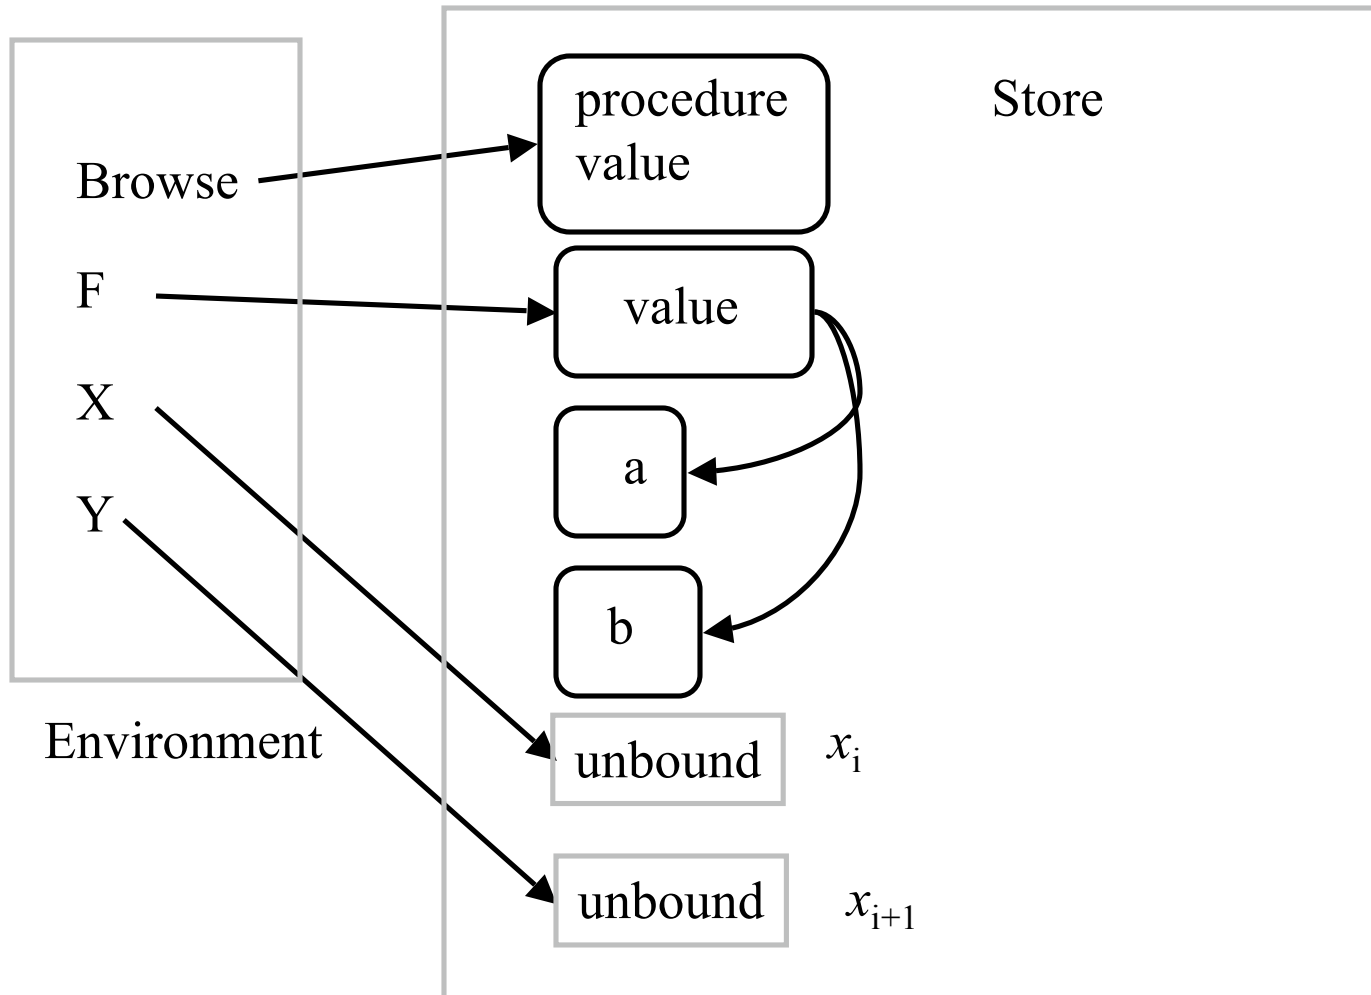 Store
procedure
value
Browse
F
value
X
a
Y
b
Environment
unbound
xi
unbound
xi+1